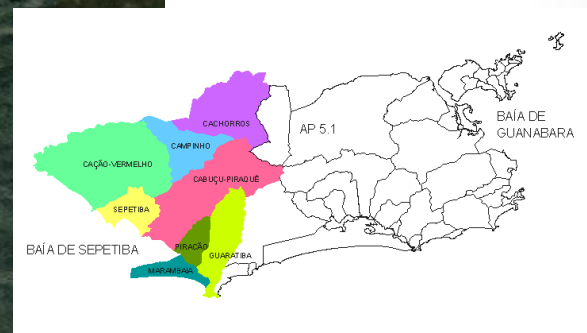 BAÍA DE
GUANABARA
CACHORROS
AP 5.1
CAMPINHO
CAÇÃO-VERMELHO
CABUÇU-PIRAQUÊ
SEPETIBA
BAÍA DE SEPETIBA
PIRACÃO
GUARATIBA
MARAMBAIA